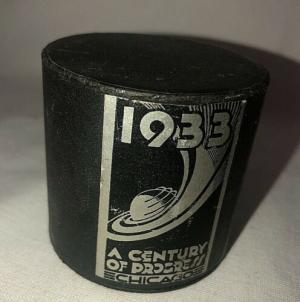 1933
A CENTURY
OF PROGRESS
CHICAGO